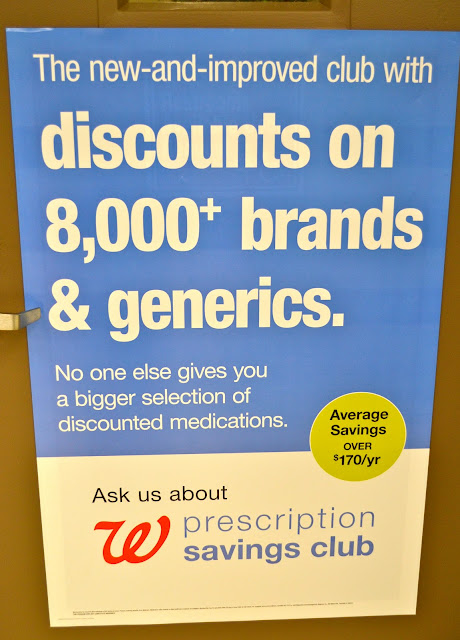 The new-and-improved club with
discounts on
8,000+ brands
& generics.
No one else gives you
a bigger selection of
discounted medications.
Average
Savings
OVER
$170/yr
Ask us about
W prescription
savings club